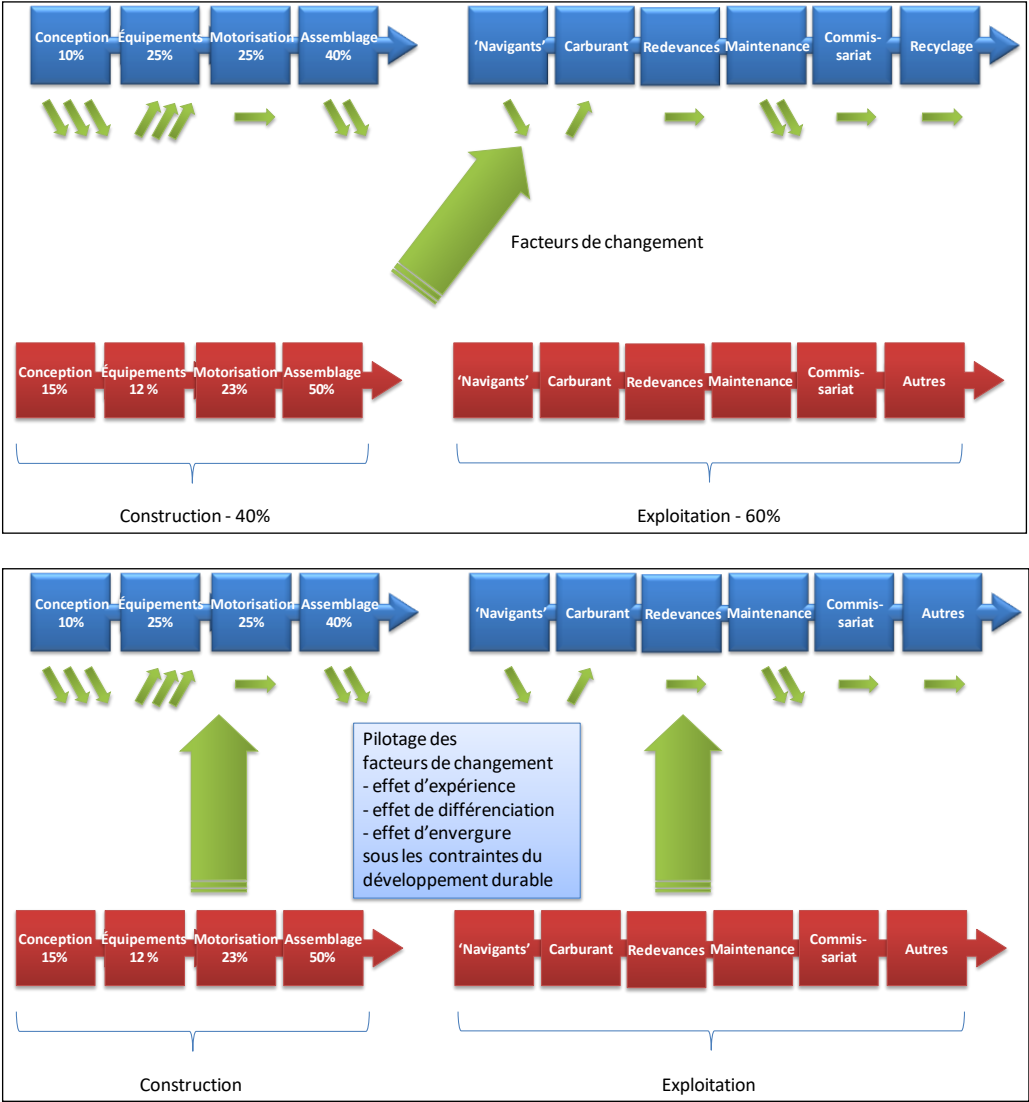 Conception
10%
Équipements
25%
Motorisation
25%
Assemblage
40%
‘Navigants’
Carburant
Redevances
Maintenance
Commis-
sariat
Recyclage
Facteurs de changement
Conception
15%
Équipements
12 %
Motorisation
23%
Assemblage
50%
‘Navigants’
Carburant
Redevances
Maintenance
Commis-
sariat
Autres
Construction - 40%
Exploitation - 60%
Conception
10%
Équipements
25%
Motorisation
25%
Assemblage
40%
‘Navigants’
Carburant
Redevances
Maintenance
Commis-
sariat
Autres
Pilotage des
facteurs de changement
- effet d’expérience
- effet de différenciation
- effet d’envergure
sous les contraintes du
développement durable
Conception
15%
Équipements
12 %
Motorisation
23%
Assemblage
50%
‘Navigants’
Carburant
Redevances
Maintenance
Commis-
sariat
Autres
Construction
Exploitation